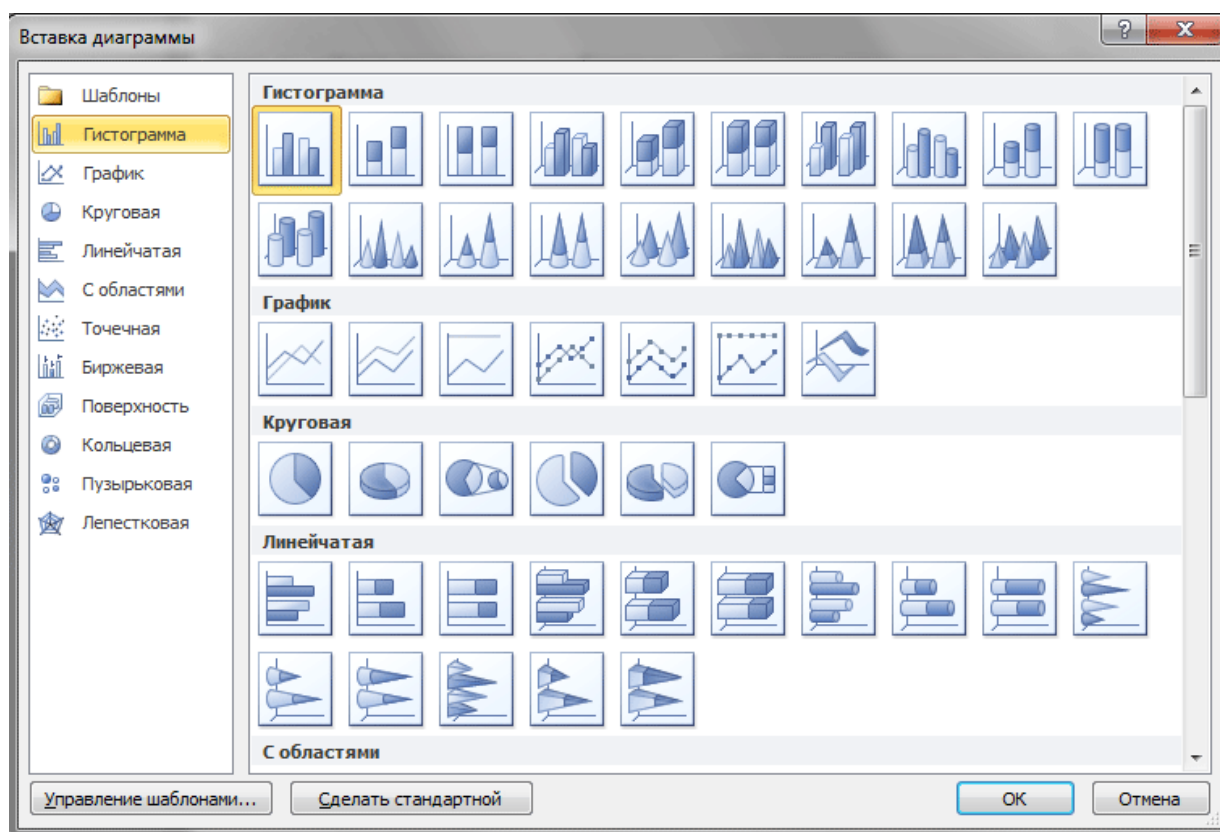 Вставка диаграммы
Шаблоны
Гистограмма
График
Круговая
Линейчатая
С областями
Точечная
Биржевая
Поверхность
Кольцевая
Пузырьковая
Лепестковая
Гистограмма
График
Круговая
Линейчатая
С областями
Управление шаблонами...
Сделать стандартной
ОК
Отмена